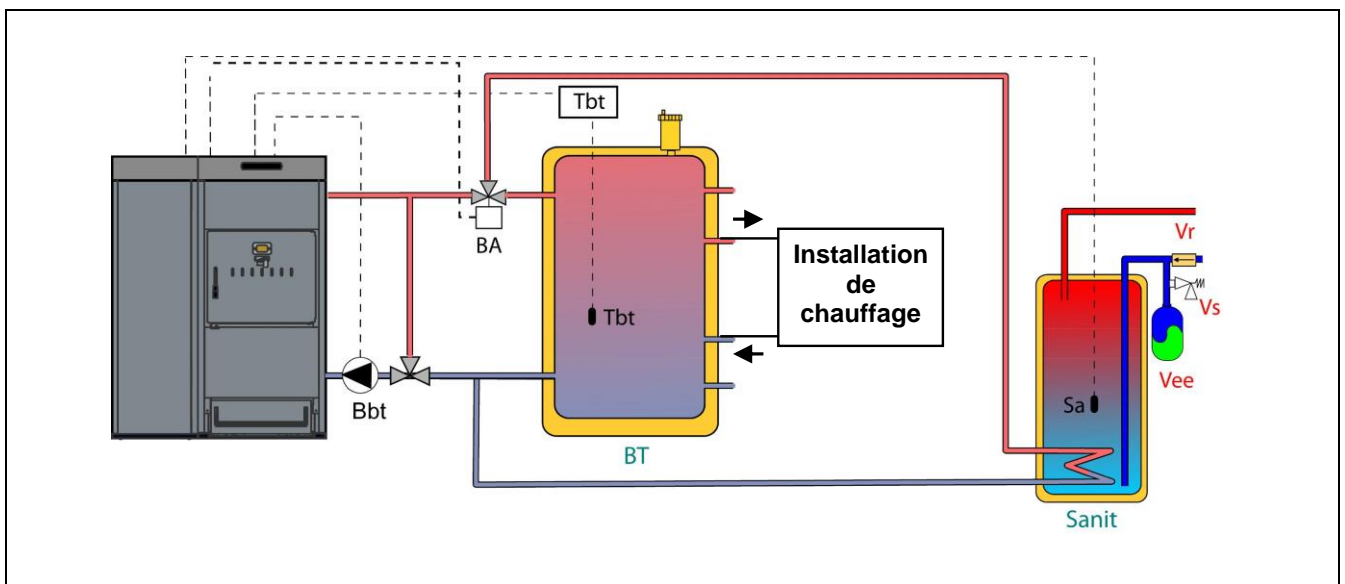 Tbt
BA
Tbt
Bbt
BT
Installation
de
chauffage
Vr
Vs
Vee
Sa
Sanit